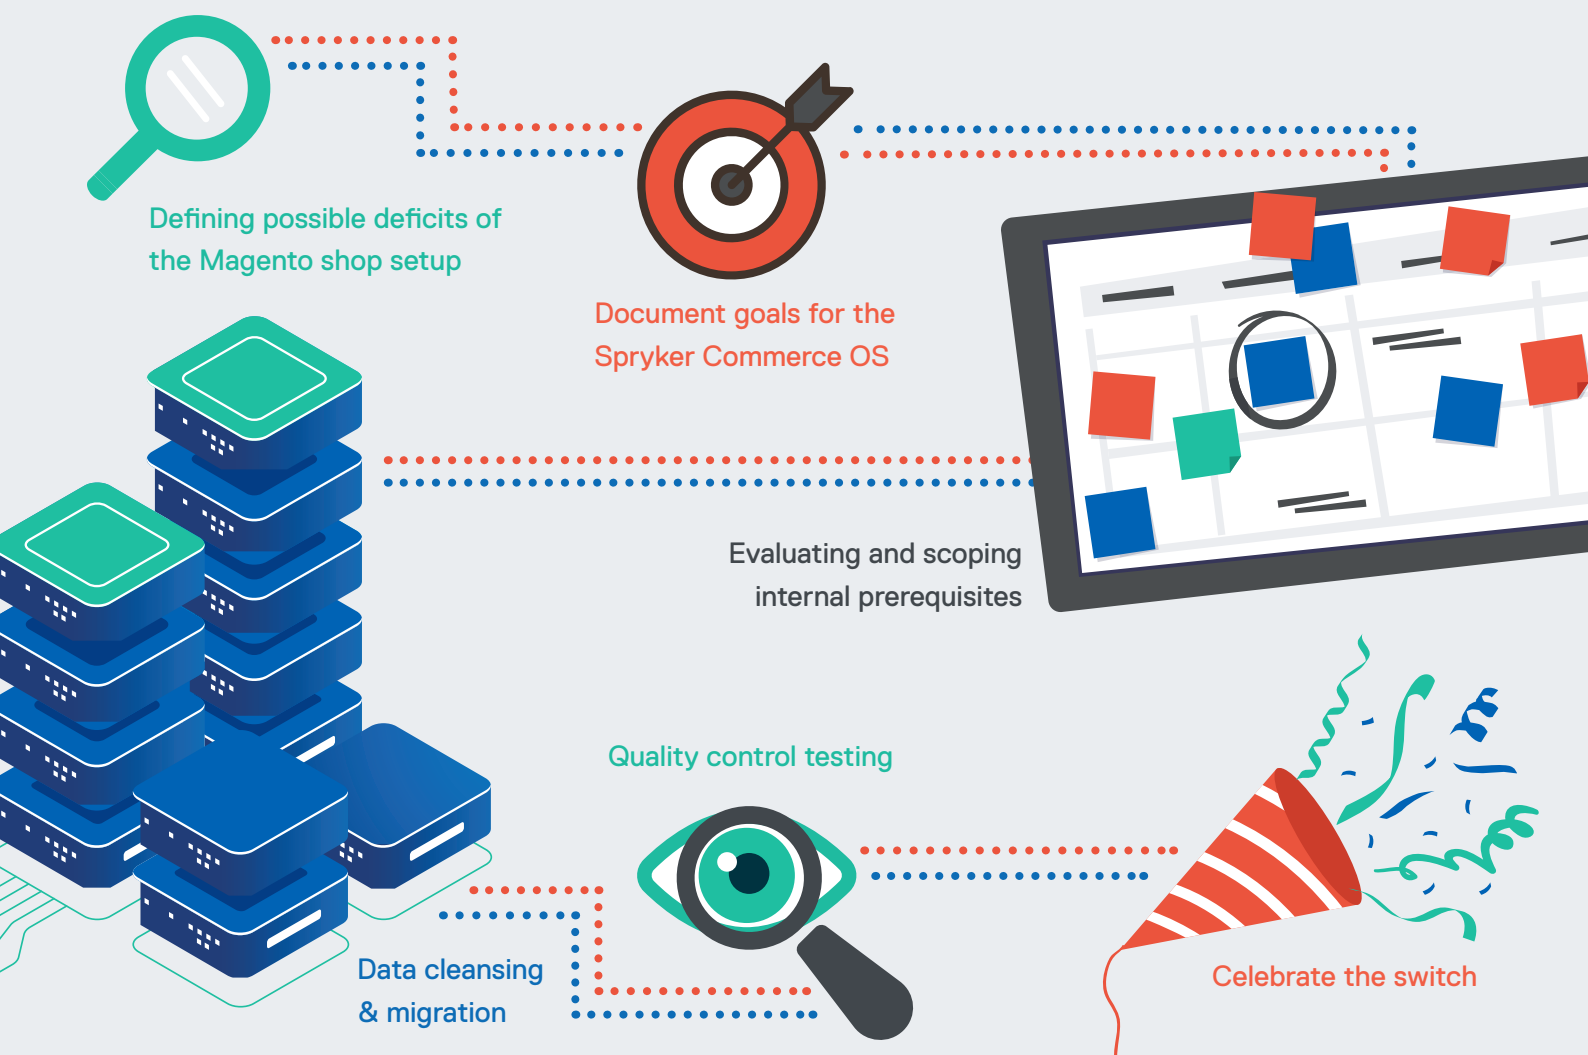 Defining possible deficits of
the Magento shop setup
Document goals for the
Spryker Commerce OS
Evaluating and scoping
internal prerequisites
Quality control testing
Data cleansing
& migration
Celebrate the switch